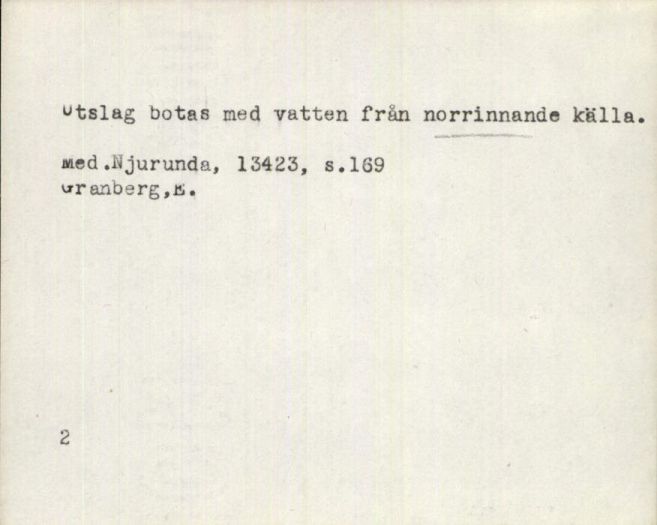 Utslag botas med vatten från norrinnande källa.
Med.Njurunda, 13423, s.169
Granberg,E.
2